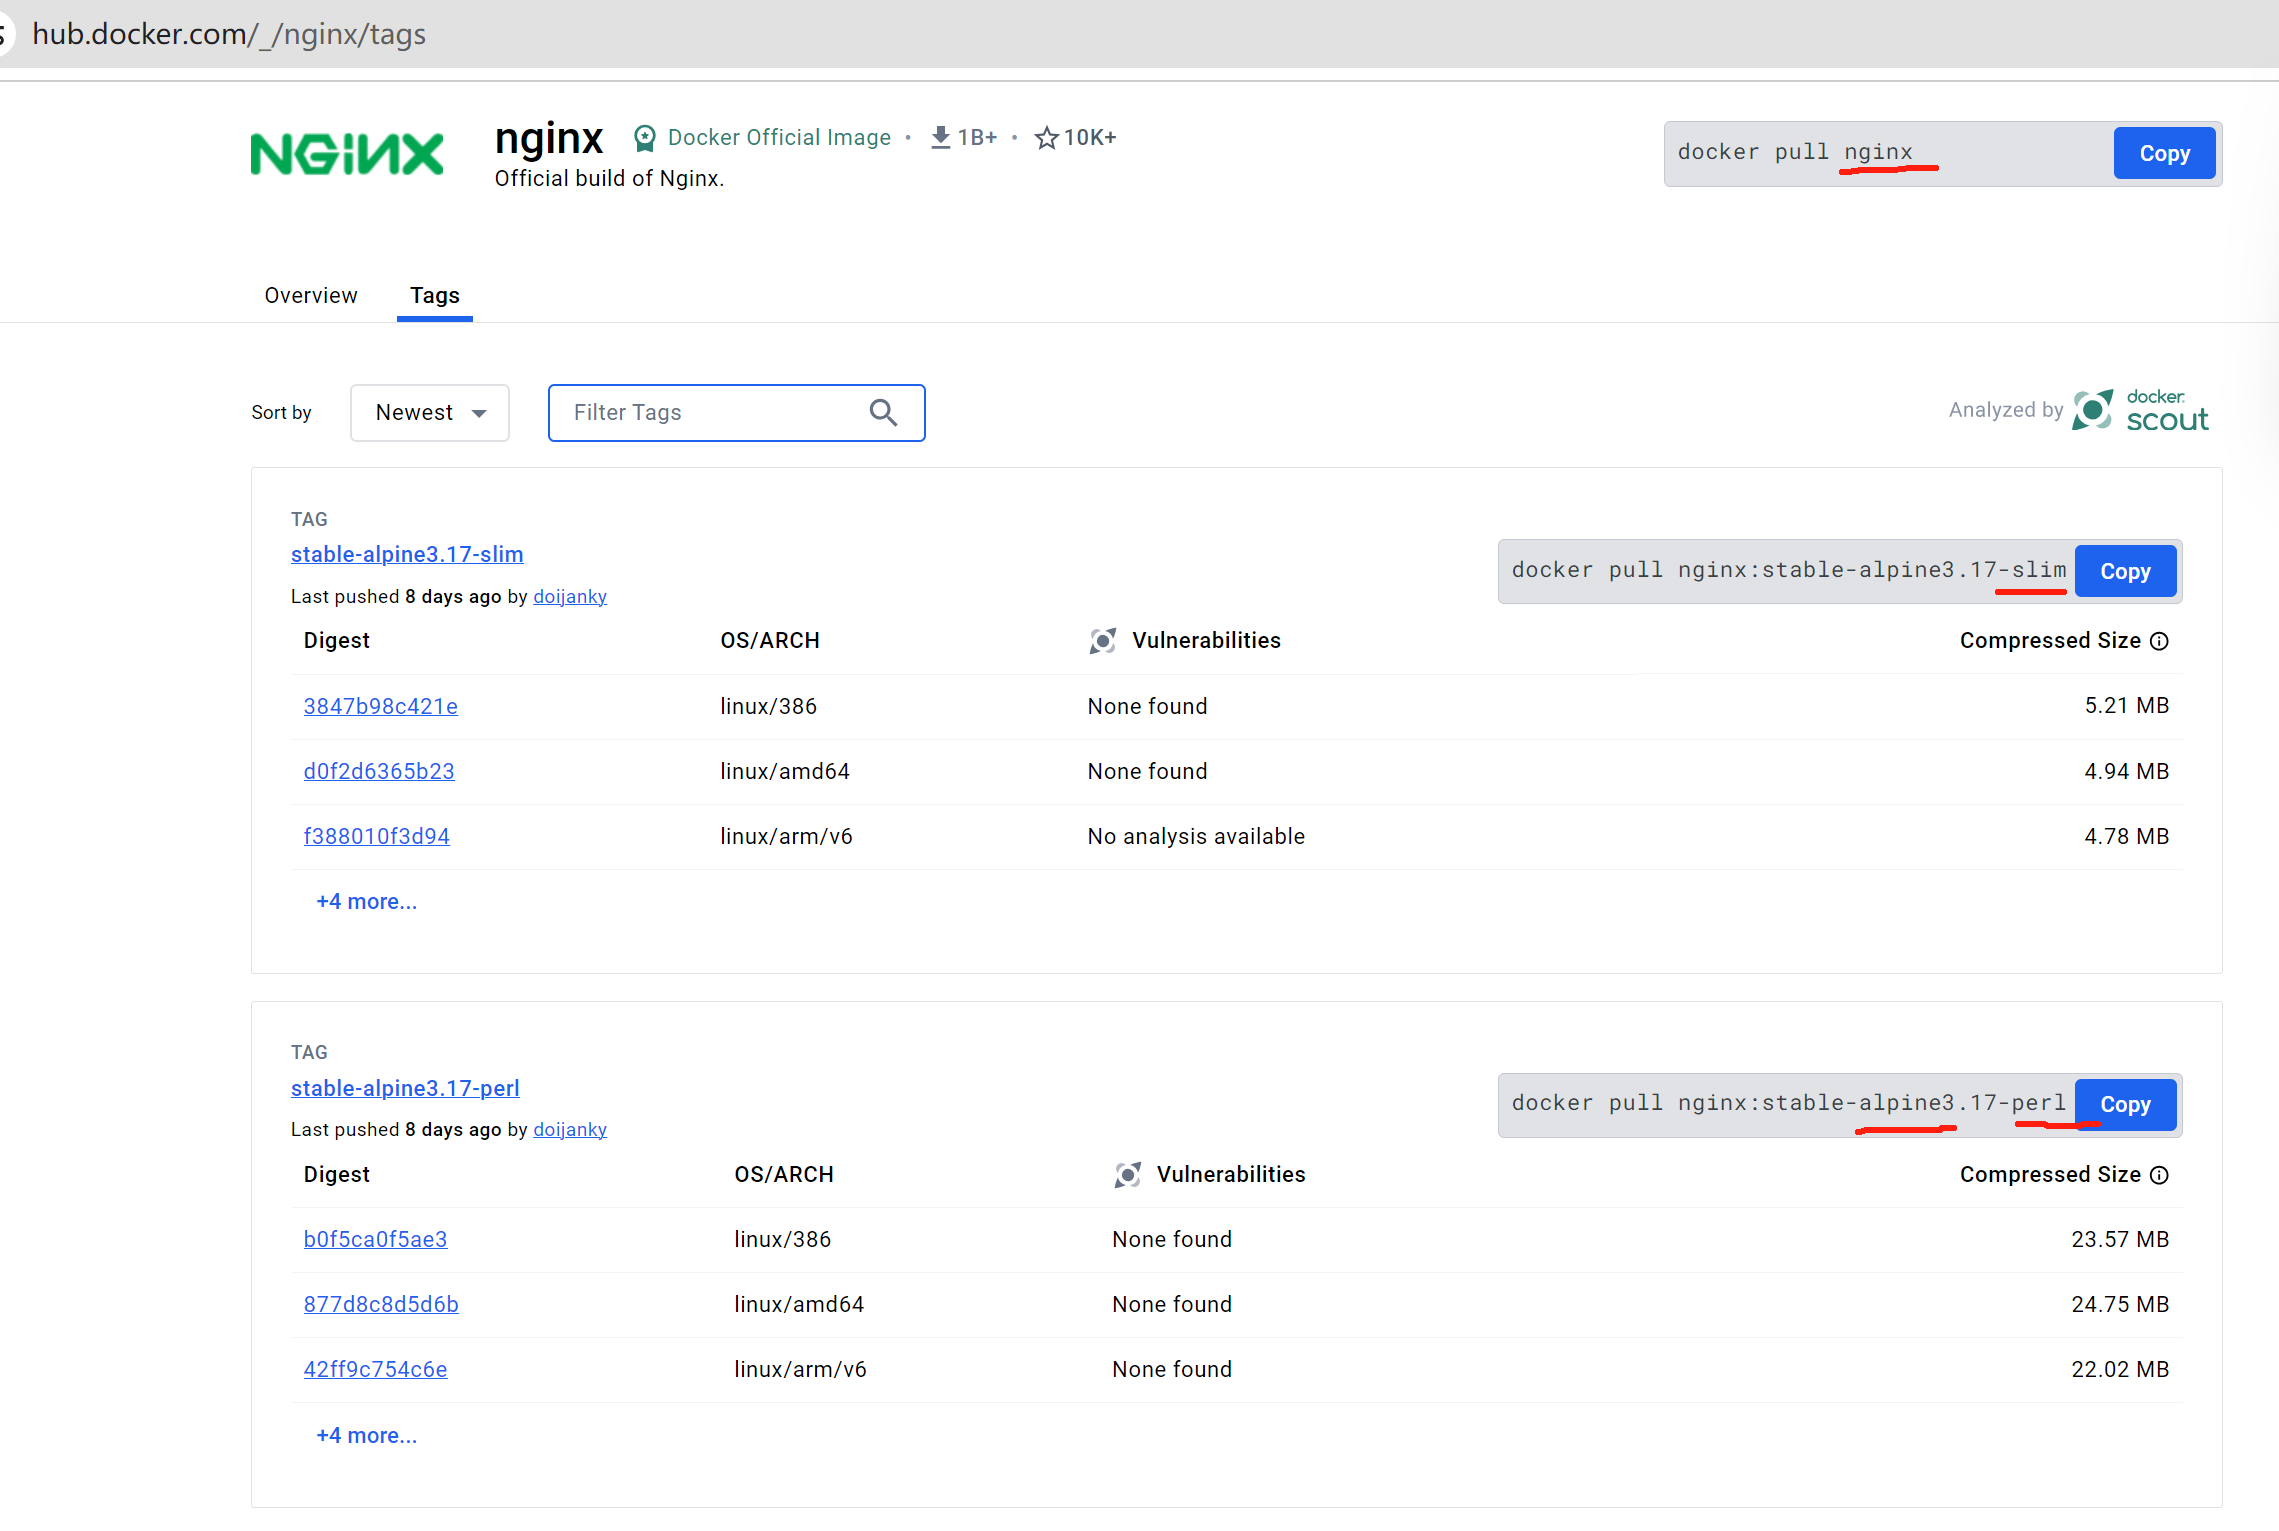 hub.docker.com/_/nginx/tags
NGINX
nginx Docker Official Image • 1B+ • 10K+
Official build of Nginx.
docker pull nginx Copy
Overview Tags
Sort by Newest Filter Tags
Analyzed by docker scout
TAG
stable-alpine3.17-slim
docker pull nginx:stable-alpine3.17-slim Copy
Last pushed 8 days ago by doijanky
Digest OS/ARCH Vulnerabilities Compressed Size
3847b98c421e linux/386 None found 5.21 MB
d0f2d6365b23 linux/amd64 None found 4.94 MB
f388010f3d94 linux/arm/v6 No analysis available 4.78 MB
+4 more...
TAG
stable-alpine3.17-perl
docker pull nginx:stable-alpine3.17-perl Copy
Last pushed 8 days ago by doijanky
Digest OS/ARCH Vulnerabilities Compressed Size
b0f5ca0f5ae3 linux/386 None found 23.57 MB
877d8c8d5d6b linux/amd64 None found 24.75 MB
42ff9c754c6e linux/arm/v6 None found 22.02 MB
+4 more...